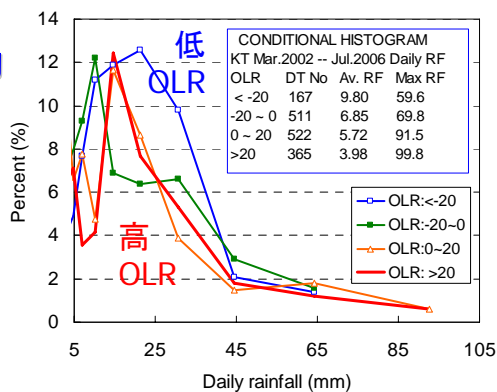 14
12
10
8
6
4
2
0
Percent (%)
低
OLR
高
OLR
CONDITIONAL HISTOGRAM
KT Mar.2002 -- Jul.2006 Daily RF
OLR DT No Av. RF Max RF
< -20 167 9.80 59.6
-20 ~ 0 511 6.85 69.8
0 ~ 20 522 5.72 91.5
>20 365 3.98 99.8
OLR:<-20
OLR:-20~0
OLR:0~20
OLR: >20
5 25 45 65 85 105
Daily rainfall (mm)